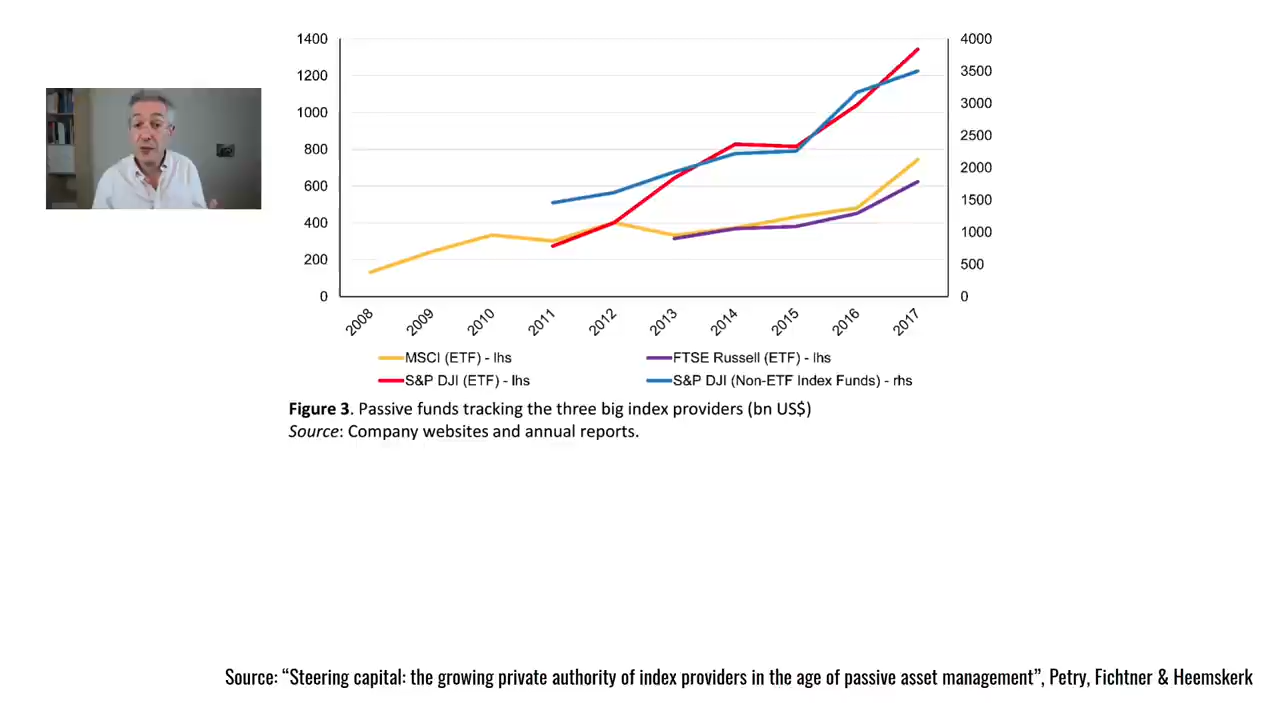 1400 4000
1200 3500
1000 3000
800 2500
600 2000
400 1500
200 1000
0 500
0
2008 2009 2010 2011 2012 2013 2014 2015 2016 2017
MSCI (ETF) - lhs FTSE Russell (ETF) - lhs
S&P DJI (ETF) - lhs S&P DJI (Non-ETF Index Funds) - rhs
Figure 3. Passive funds tracking the three big index providers (bn US$)
Source: Company websites and annual reports.
Source: “Steering capital: the growing private authority of index providers in the age of passive asset management”, Petry, Fichtner & Heemskerk